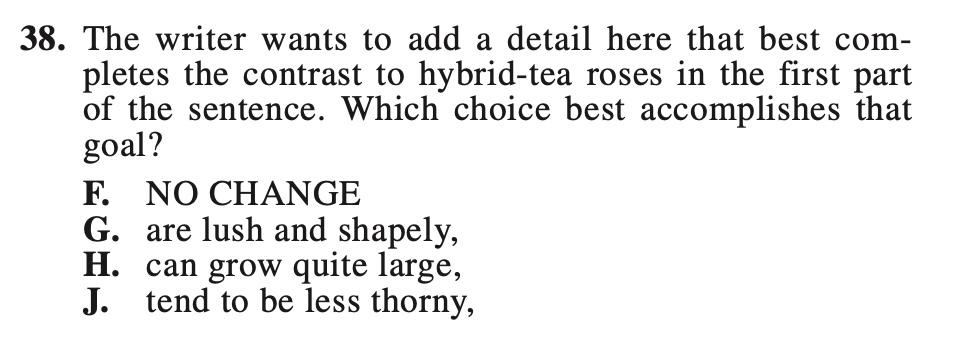 38. The writer wants to add a detail here that best com-
pletes the contrast to hybrid-tea roses in the first part
of the sentence. Which choice best accomplishes that
goal?
F. NO CHANGE
G. are lush and shapely,
H. can grow quite large,
J. tend to be less thorny,